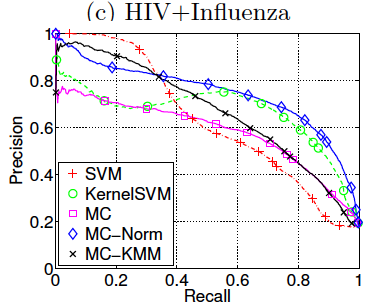 (c) HIV+Influenza
1
0.8
0.6
0.4
0.2
0
Precision
SVM
KernelSVM
MC
MC-Norm
MC-KMM
0 0.2 0.4 0.6 0.8 1
Recall